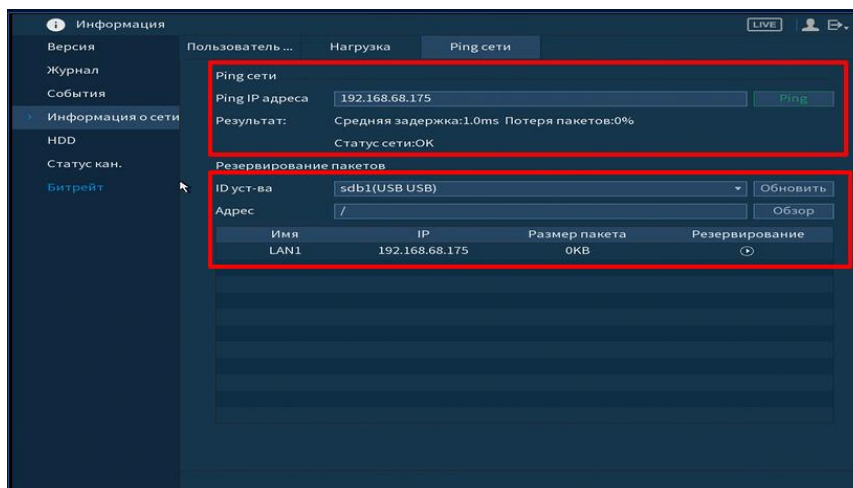 Информация LIVE
Версия Пользователь ... Нагрузка Ping сети
Журнал Ping сети
События Ping IP адреса 192.168.68.175 Ping
Информация о сети Результат: Средняя задержка:1.0ms Потеря пакетов:0%
HDD Статус сети:OK
Статус кан. Резервирование пакетов
Битрейт ID уст-ва sdb1(USB USB) Обновить
Адрес / Обзор
Имя IP Размер пакета Резервирование
LAN1 192.168.68.175 0KB